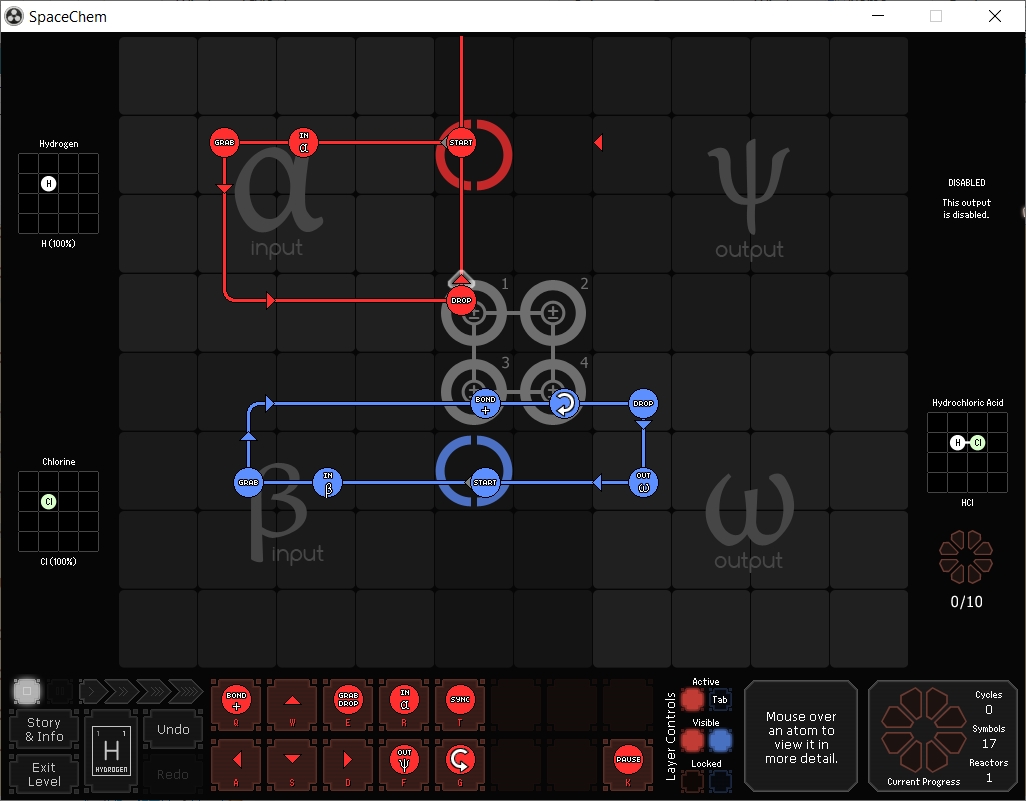 SpaceChem
Hydrogen
H
H (100%)
GRAB
IN
α
START
α
input
ψ
output
DISABLED
This output
is disabled.
DROP
1
2
±
±
3
4
BOND
+
DROP
Hydrochloric Acid
H Cl
HCl
Chlorine
Cl
Cl (100%)
GRAB
IN
β
START
OUT
ω
β
input
ω
output
0/10
Story
& Info
Exit
Level
1 1
H
HYDROGEN
Undo
Redo
BOND
+
Q
W
GRAB
DROP
E
IN
α
R
SYNC
T
A
S
D
OUT
ψ
F
G
PAUSE
K
Layer Controls
Active
Tab
Visible
Locked
Mouse over
an atom to
view it in
more detail.
Cycles
0
Symbols
17
Reactors
1
Current Progress